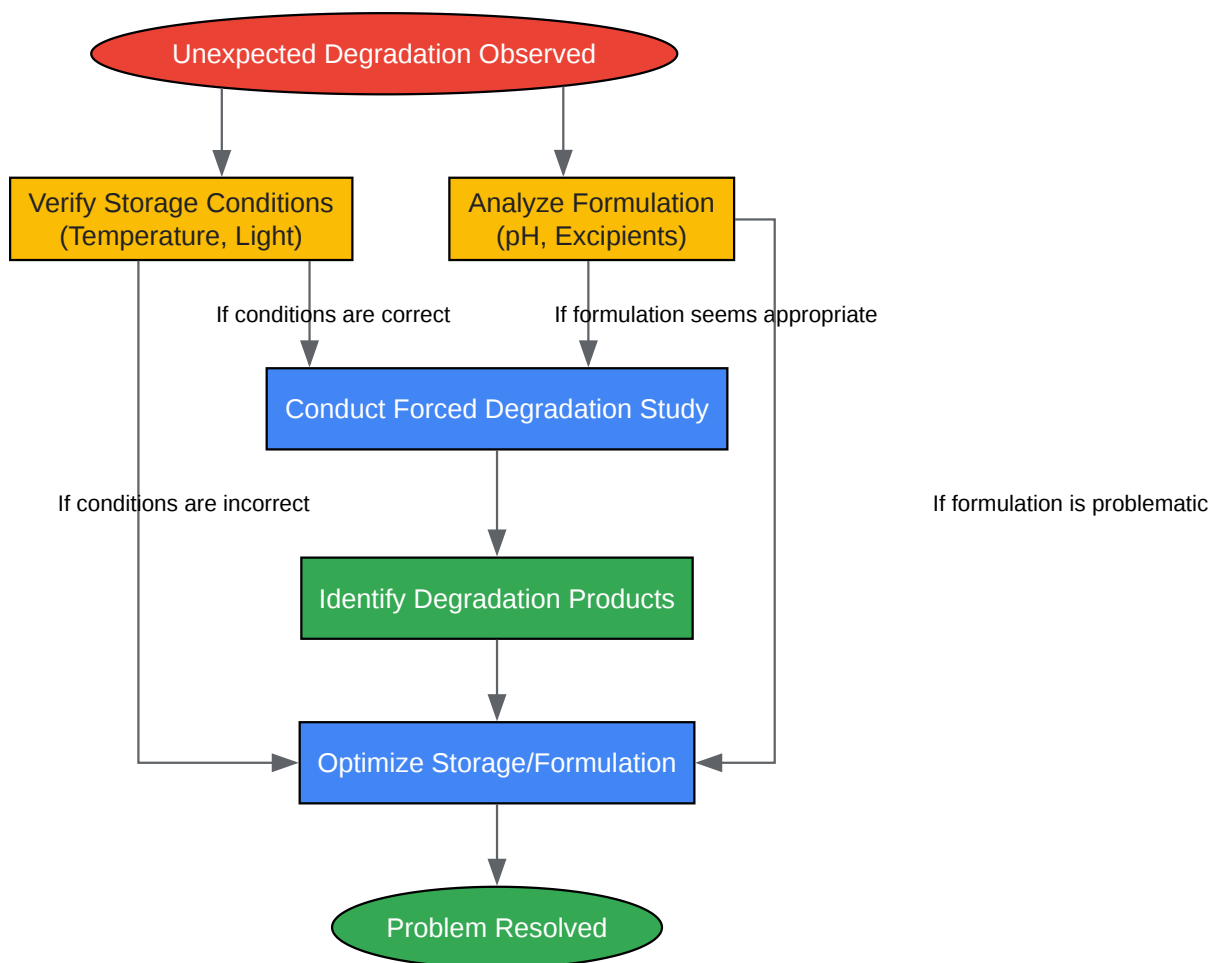 Unexpected Degradation Observed
Verify Storage Conditions
(Temperature, Light)
Analyze Formulation
(pH, Excipients)
If conditions are correct
If formulation seems appropriate
Conduct Forced Degradation Study
If conditions are incorrect
If formulation is problematic
Identify Degradation Products
Optimize Storage/Formulation
Problem Resolved